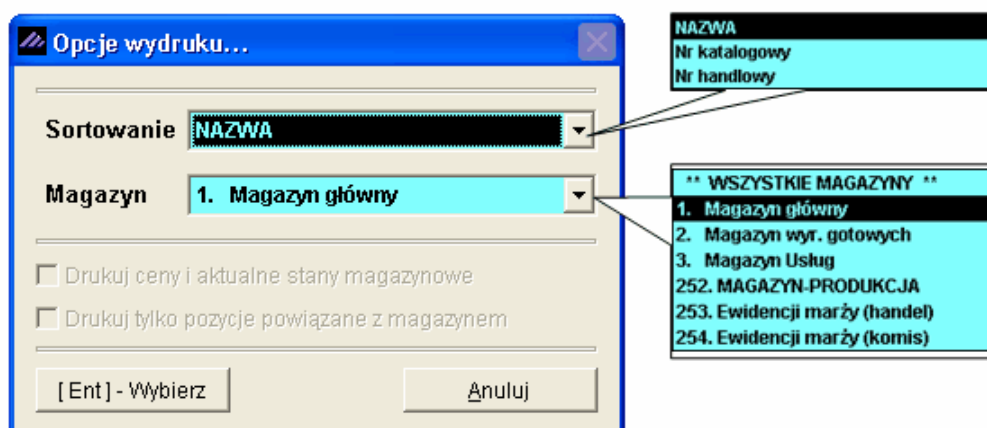 Opcje wydruku...
Sortowanie NAZWA
Magazyn 1. Magazyn główny
Drukuj ceny i aktualne stany magazynowe
Drukuj tylko pozycje powiązane z magazynem
[ Ent ] - Wybierz Anuluj
NAZWA
Nr katalogowy
Nr handlowy
** WSZYSTKIE MAGAZYNY **
1. Magazyn główny
2. Magazyn wyr. gotowych
3. Magazyn Usług
252. MAGAZYN-PRODUKCJA
253. Ewidencji marży (handel)
254. Ewidencji marży (komis)